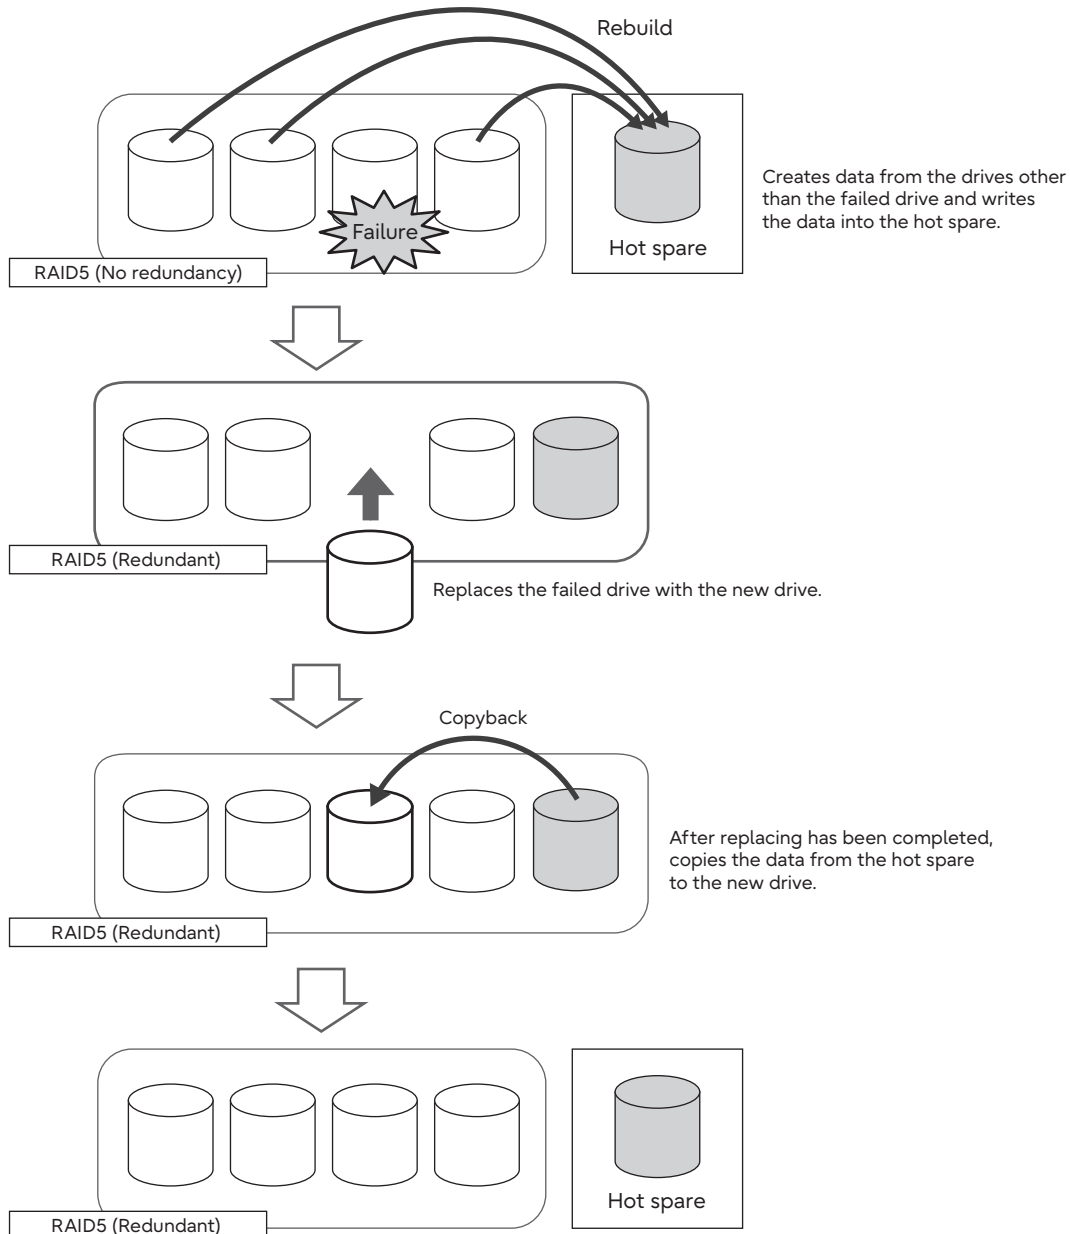 Rebuild
Failure
Hot spare
Creates data from the drives other
than the failed drive and writes
the data into the hot spare.
RAID5 (No redundancy)
RAID5 (Redundant)
Replaces the failed drive with the new drive.
Copyback
After replacing has been completed,
copies the data from the hot spare
to the new drive.
RAID5 (Redundant)
Hot spare
RAID5 (Redundant)